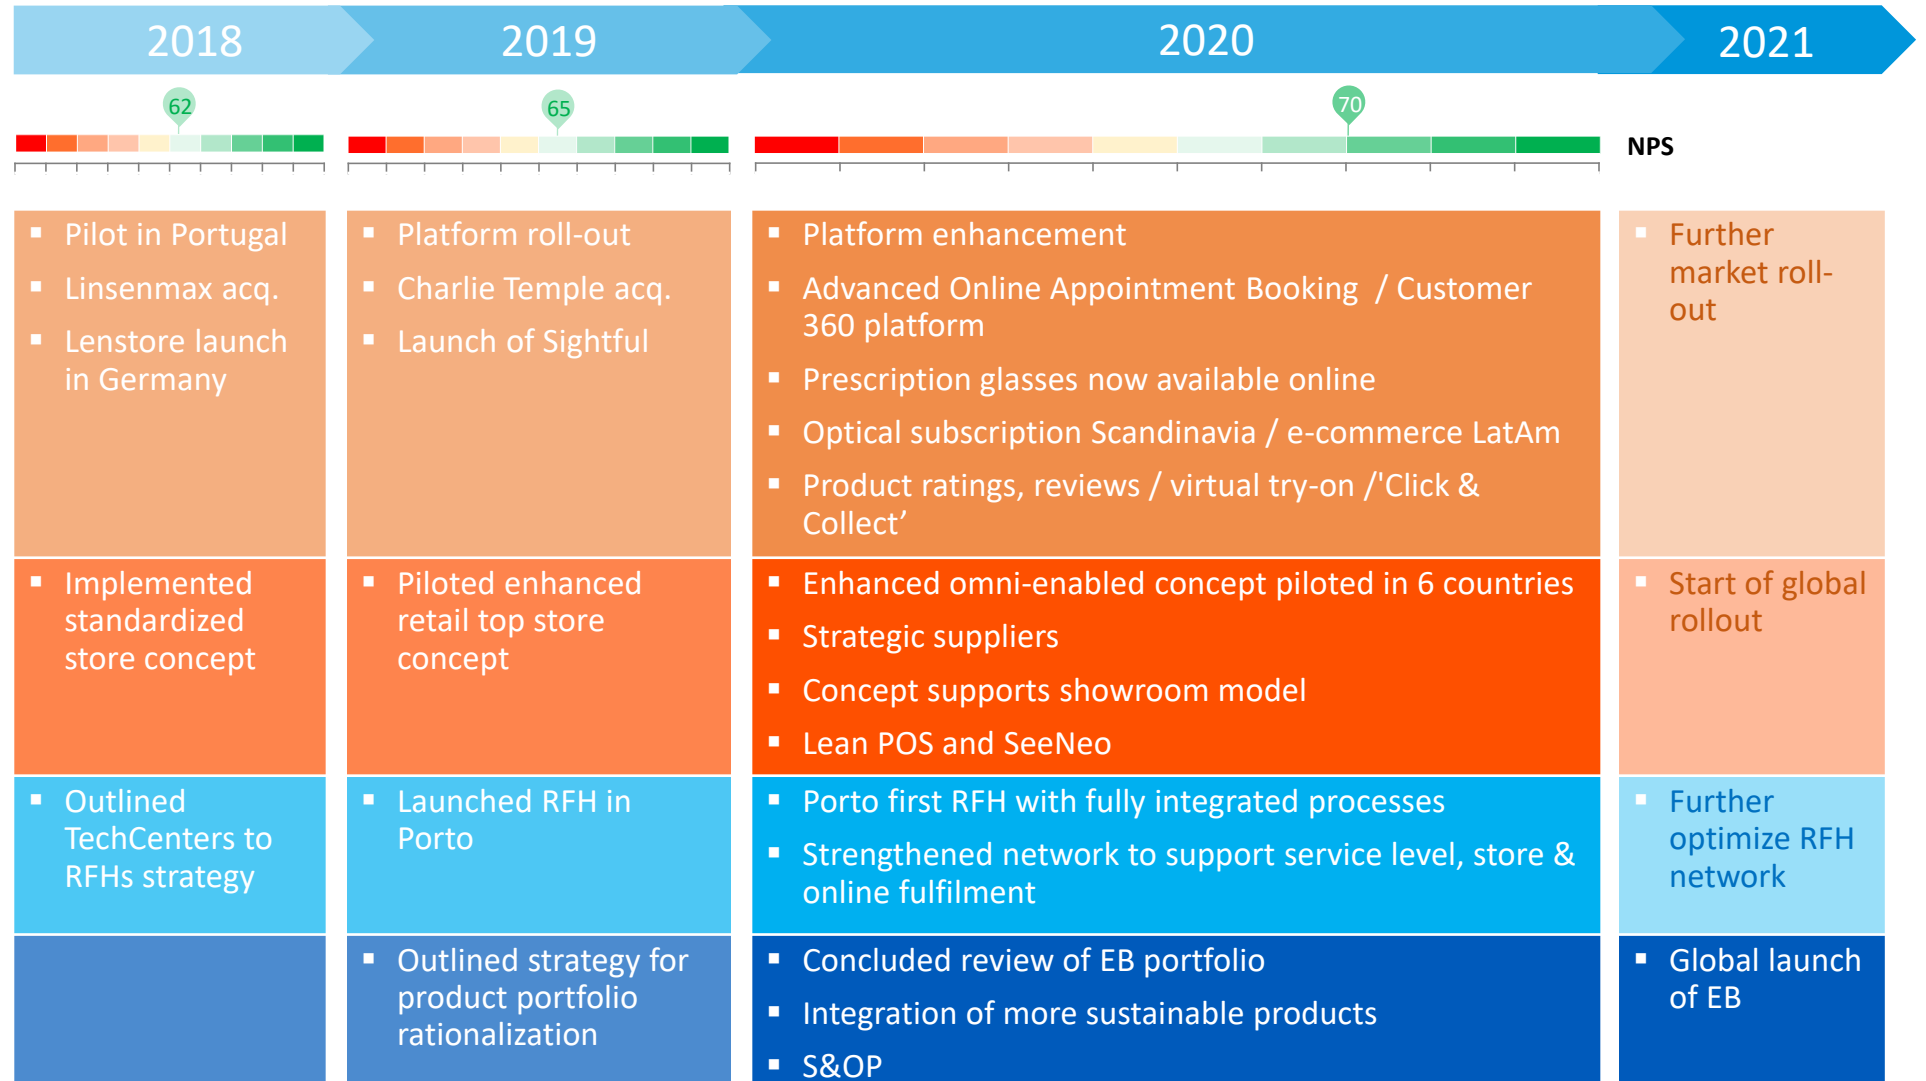 2018
2019
2020
2021
62
65
70
NPS
▪ Pilot in Portugal
▪ Linsenmax acq.
▪ Lenstore launch
in Germany
▪ Platform roll-out
▪ Charlie Temple acq.
▪ Launch of Sightful
▪ Platform enhancement
▪ Advanced Online Appointment Booking / Customer
360 platform
▪ Prescription glasses now available online
▪ Optical subscription Scandinavia / e-commerce LatAm
▪ Product ratings, reviews / virtual try-on /'Click &
Collect’
▪ Further
market roll-
out
▪ Implemented
standardized
store concept
▪ Piloted enhanced
retail top store
concept
▪ Enhanced omni-enabled concept piloted in 6 countries
▪ Strategic suppliers
▪ Concept supports showroom model
▪ Lean POS and SeeNeo
▪ Start of global
rollout
▪ Outlined
TechCenters to
RFHs strategy
▪ Launched RFH in
Porto
▪ Porto first RFH with fully integrated processes
▪ Strengthened network to support service level, store &
online fulfilment
▪ Further
optimize RFH
network
▪ Outlined strategy for
product portfolio
rationalization
▪ Concluded review of EB portfolio
▪ Integration of more sustainable products
▪ S&OP
▪ Global launch
of EB